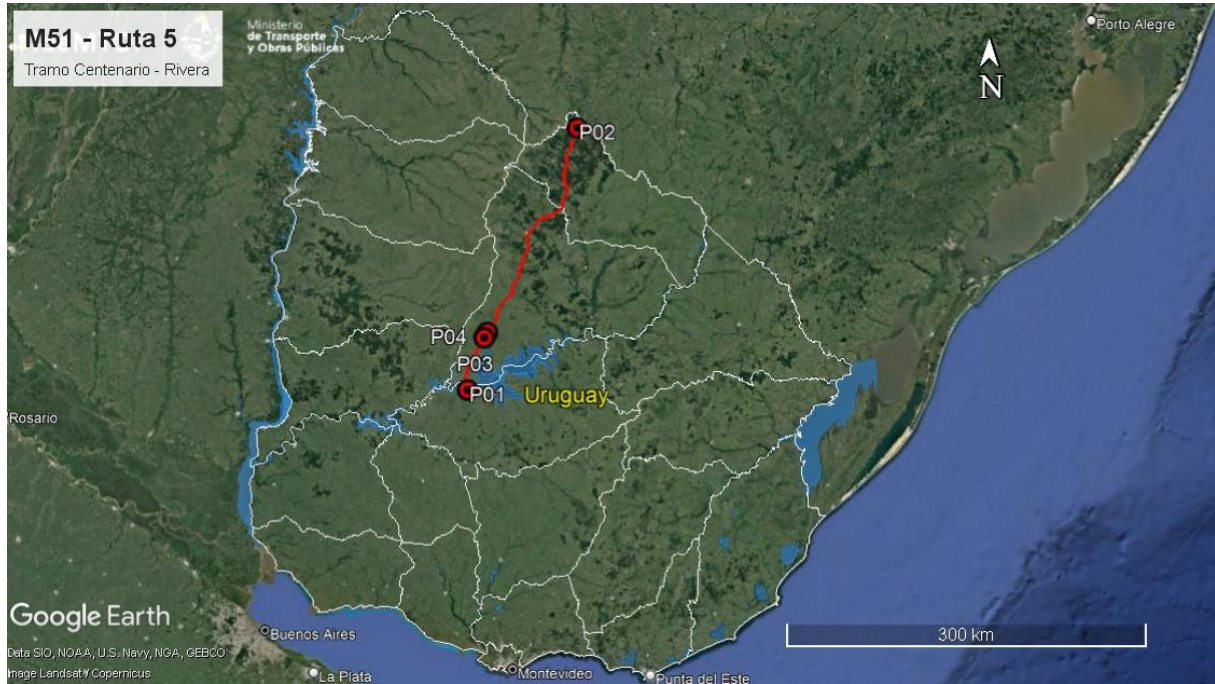 M51 - Ruta 5
Tramo Centenario - Rivera
Ministerio
de Transporte
y Obras Públicas
Porto Alegre
N
P02
P04
P03
P01
Uruguay
Rosario
Google Earth
300 km
Buenos Aires
Data SIO, NOAA, U.S. Navy, NGA, GEBCO
Image Landsat / Copernicus
La Plata
Montevideo
Punta del Este